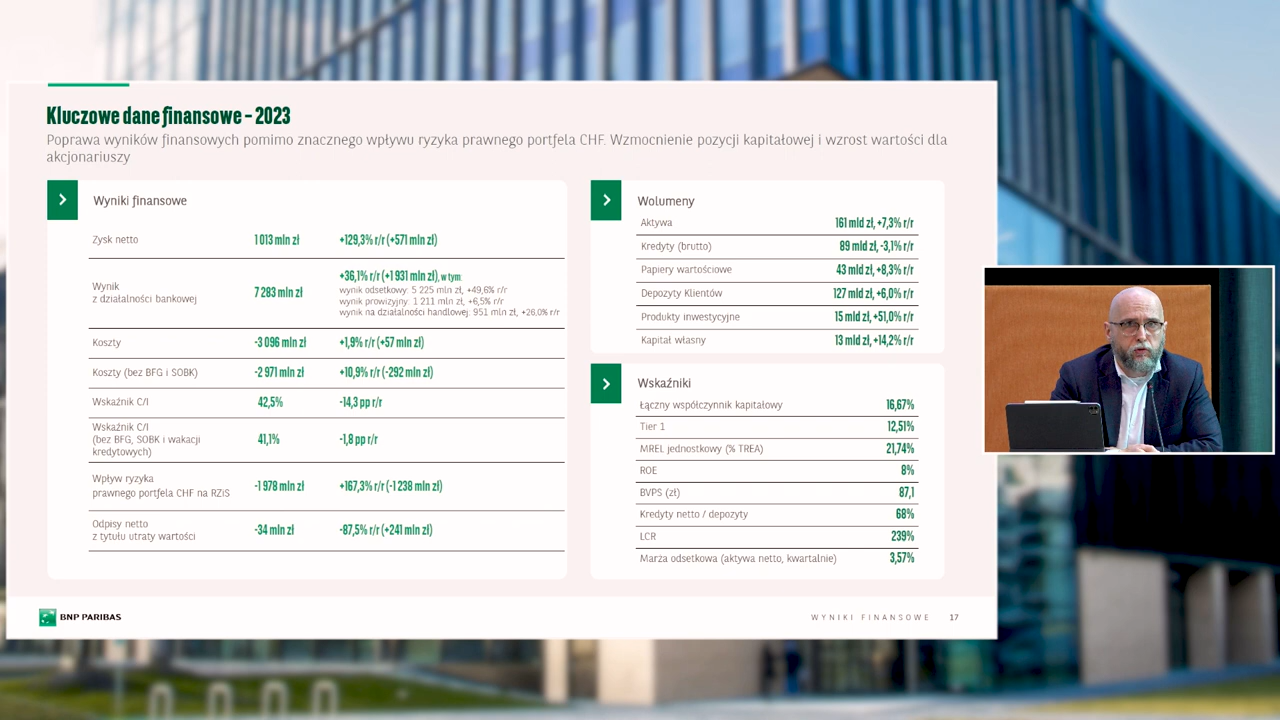 Kluczowe dane finansowe – 2023
Poprawa wyników finansowych pomimo znacznego wpływu ryzyka prawnego portfela CHF. Wzmocnienie pozycji kapitałowej i wzrost wartości dla
akcjonariuszy
Wyniki finansowe
Zysk netto 1 013 mln zł +129,3% r/r (+571 mln zł)
Wynik
z działalności bankowej
7 283 mln zł
+36,1% r/r (+1 931 mln zł), w tym:
wynik odsetkowy: 5 225 mln zł, +49,6% r/r
wynik prowizyjny: 1 211 mln zł, +6,5% r/r
wynik na działalności handlowej: 951 mln zł, +26,0% r/r
Koszty -3 096 mln zł +1,9% r/r (+57 mln zł)
Koszty (bez BFG i SOBK) -2 971 mln zł +10,9% r/r (-292 mln zł)
Wskaźnik C/I 42,5% -14,3 pp r/r
Wskaźnik C/I
(bez BFG, SOBK i wakacji
kredytowych)
41,1% -1,8 pp r/r
Wpływ ryzyka
prawnego portfela CHF na RZiS
-1 978 mln zł +167,3% r/r (-1 238 mln zł)
Odpisy netto
z tytułu utraty wartości
-34 mln zł -87,5% r/r (+241 mln zł)
Wolumeny
Aktywa 161 mld zł, +7,3% r/r
Kredyty (brutto) 89 mld zł, -3,1% r/r
Papiery wartościowe 43 mld zł, +8,3% r/r
Depozyty Klientów 127 mld zł, +6,0% r/r
Produkty inwestycyjne 15 mld zł, +51,0% r/r
Kapitał własny 13 mld zł, +14,2% r/r
Wskaźniki
Łączny współczynnik kapitałowy 16,67%
Tier 1 12,51%
MREL jednostkowy (% TREA) 21,74%
ROE 8%
BVPS (zł) 87,1
Kredyty netto / depozyty 68%
LCR 239%
Marża odsetkowa (aktywa netto, kwartalnie) 3,57%
BNP PARIBAS
WYNIKI FINANSOWE 17